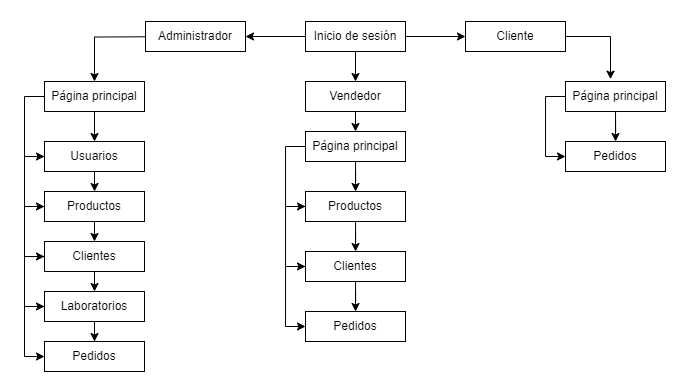 Administrador
Inicio de sesión
Cliente
Página principal
Vendedor
Página principal
Página principal
Usuarios
Pedidos
Productos
Productos
Clientes
Clientes
Laboratorios
Pedidos
Pedidos